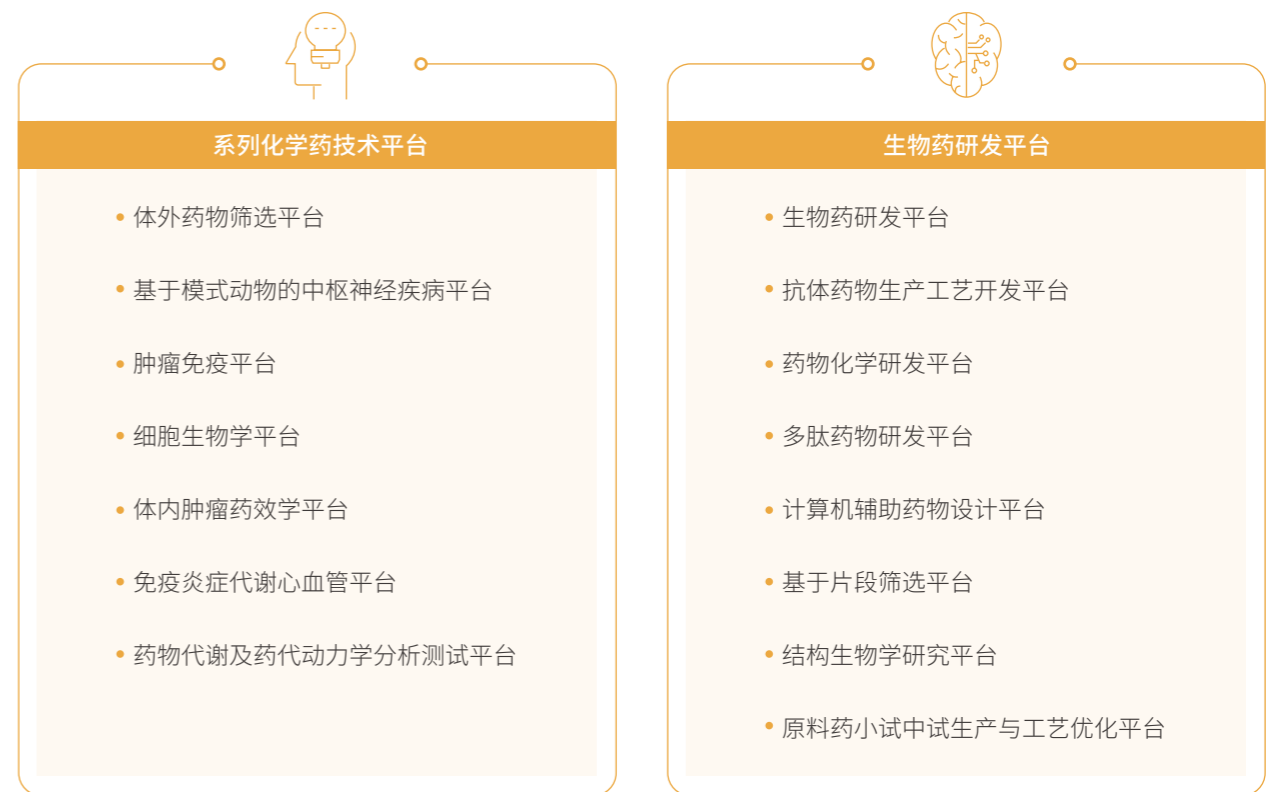 系列化学药技术平台
体外药物筛选平台
基于模式动物的中枢神经疾病平台
肿瘤免疫平台
细胞生物学平台
体内肿瘤药效学平台
免疫炎症代谢心血管平台
药物代谢及药代动力学分析测试平台
生物药研发平台
生物药研发平台
抗体药物生产工艺开发平台
药物化学研发平台
多肽药物研发平台
计算机辅助药物设计平台
基于片段筛选平台
结构生物学研究平台
原料药小试中试生产与工艺优化平台